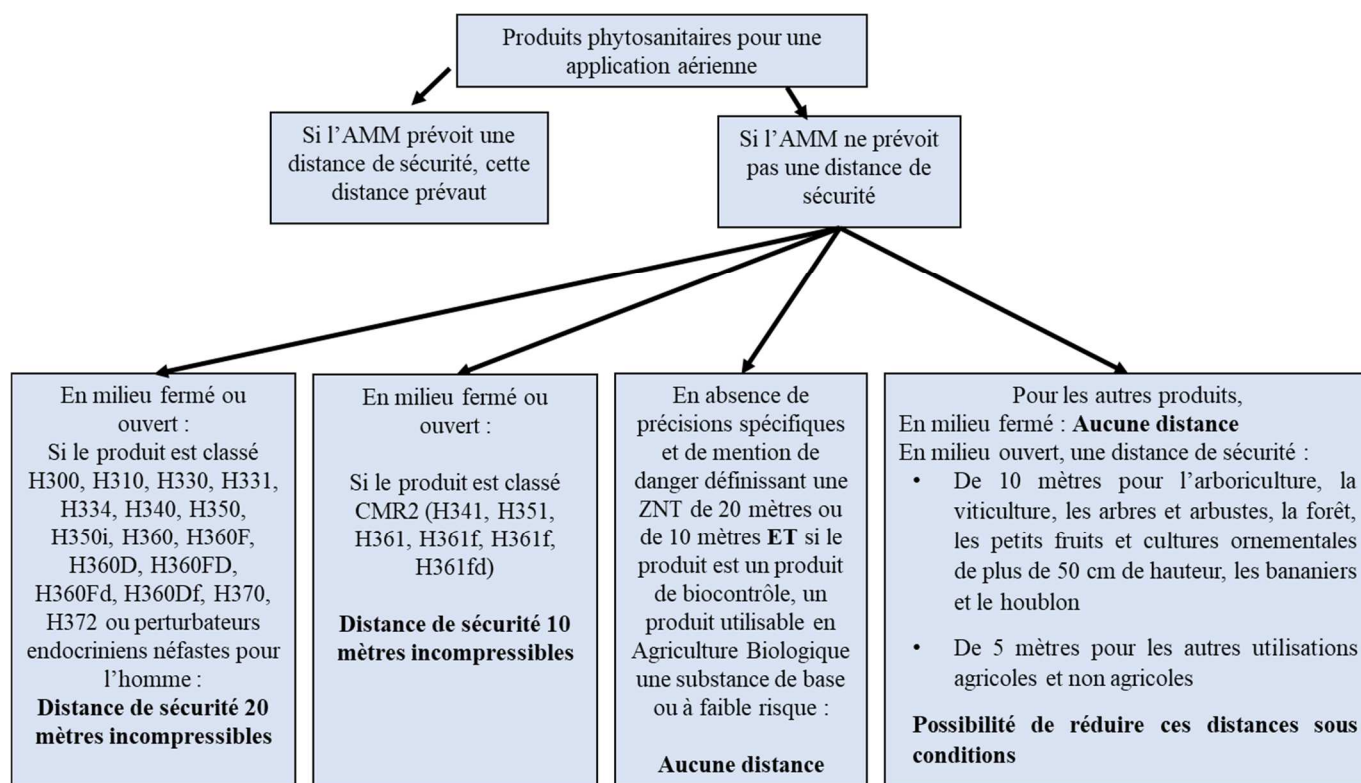 Produits phytosanitaires pour une
application aérienne
Si l’AMM prévoit une
distance de sécurité, cette
distance prévaut
Si l’AMM ne prévoit
pas une distance de
sécurité
En milieu fermé ou
ouvert :
Si le produit est classé
H300, H310, H330, H331,
H334, H340, H350,
H350i, H360, H360F,
H360D, H360FD,
H360Fd, H360Df, H370,
H372 ou perturbateurs
endocriniens néfastes pour
l’homme :
Distance de sécurité 20
mètres incompressibles
En milieu fermé ou
ouvert :
Si le produit est classé
CMR2 (H341, H351,
H361, H361f, H361f,
H361fd)
Distance de sécurité 10
mètres incompressibles
En absence de
précisions spécifiques
et de mention de
danger définissant une
ZNT de 20 mètres ou
de 10 mètres ET si le
produit est un produit
de biocontrôle, un
produit utilisable en
Agriculture Biologique
une substance de base
ou à faible risque :
Aucune distance
Pour les autres produits,
En milieu fermé : Aucune distance
En milieu ouvert, une distance de sécurité :
• De 10 mètres pour l’arboriculture, la
viticulture, les arbres et arbustes, la forêt,
les petits fruits et cultures ornementales
de plus de 50 cm de hauteur, les bananiers
et le houblon
• De 5 mètres pour les autres utilisations
agricoles et non agricoles
Possibilité de réduire ces distances sous
conditions